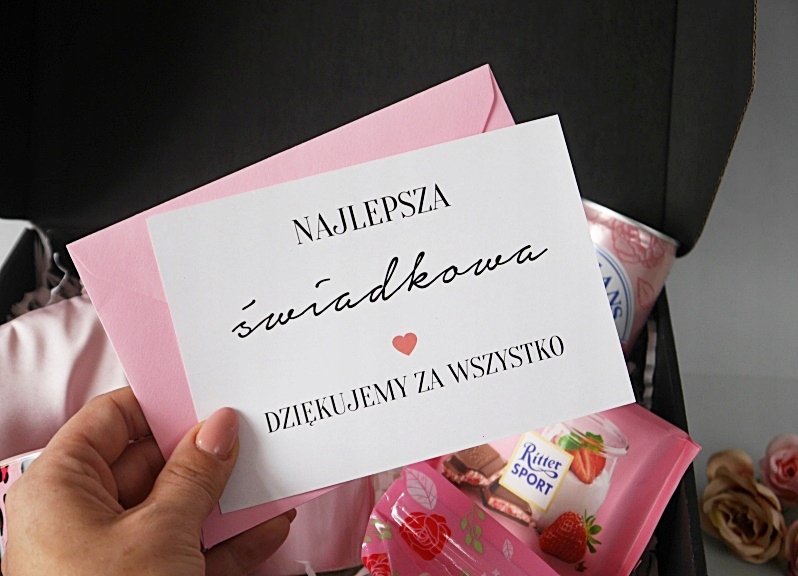 NAJLEPSZA
świadkowa
DZIĘKUJEMY ZA WSZYSTKO
Ritter
SPORT